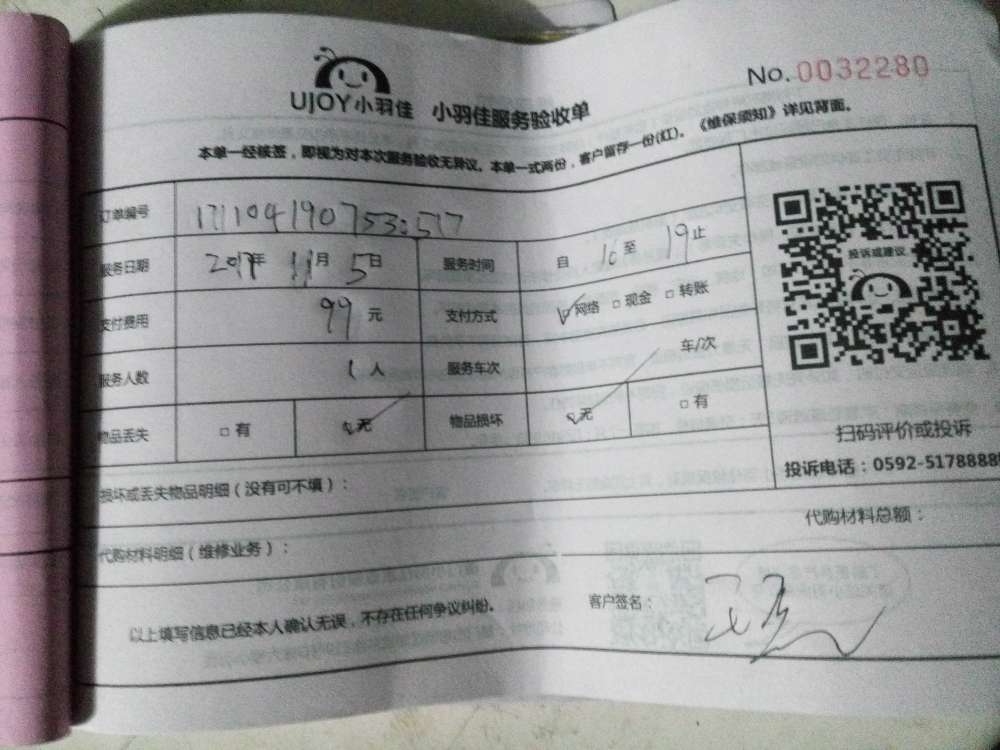 No. 0032280
UJOY小羽佳 小羽佳服务验收单
本单一经核签，即视为对本次服务验收无异议。本单一式两份，客户留存一份(红)。《维保须知》详见背面。
订单编号 171104190753:517
服务日期 2017年 11月 5日 服务时间 自 16至 19止
支付费用 99 元 支付方式 网络 现金 转账
服务人数 1 人 服务车次 车/次
物品丢失 有 无 物品损坏 无 有
投诉或建议
扫码评价或投诉
投诉电话：0592-5178888
损坏或丢失物品明细（没有可不填）：
代购材料明细（维修业务）： 代购材料总额：
以上填写信息已经本人确认无误，不存在任何争议纠纷。 客户签名：